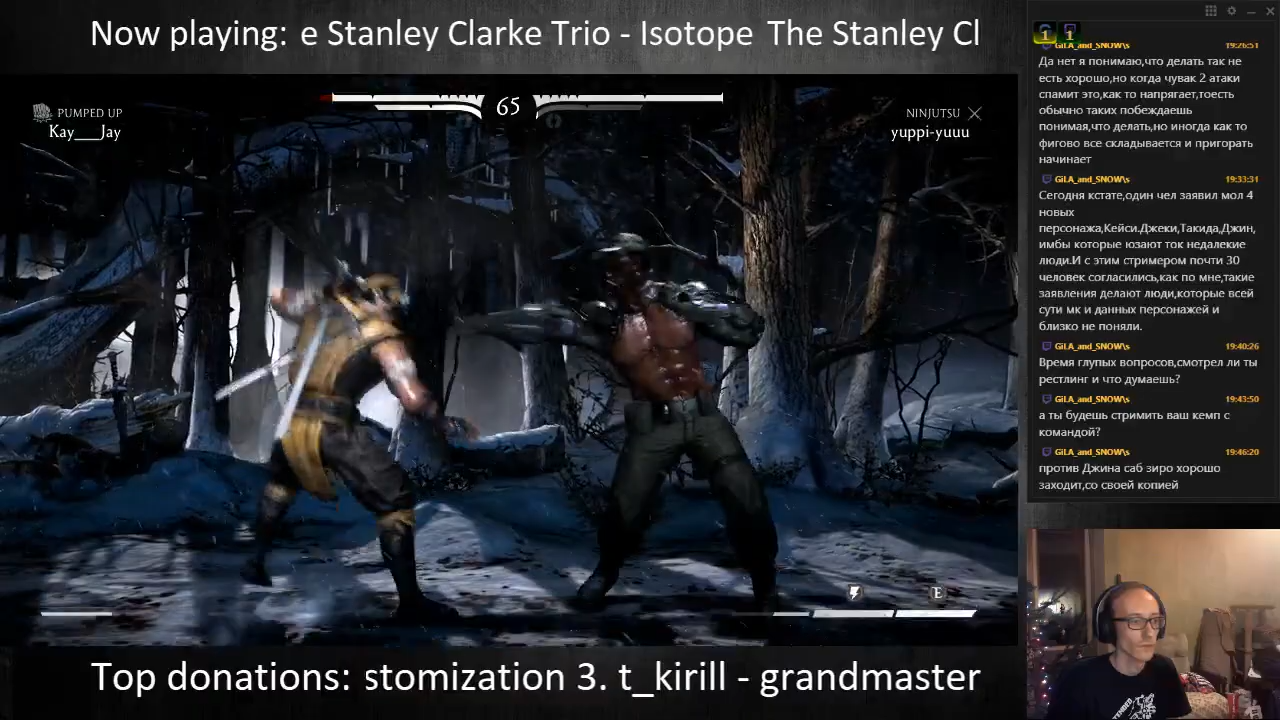 Now playing: e Stanley Clarke Trio - Isotope The Stanley Cl
PUMPED UP
Kay___Jay
65
NINJUTSU
yuppi-yuuu
E
Top donations: stomization 3. t_kirill - grandmaster
1 1
GiLA_and_SNOW\s 19:26:51
Да нет я понимаю,что делать так не
есть хорошо,но когда чувак 2 атаки
спамит это,как то напрягает,тоесть
обычно таких побеждаешь
понимая,что делать,но иногда как то
фигово все складывается и пригорать
начинает
GiLA_and_SNOW\s 19:33:31
Сегодня кстате,один чел заявил мол 4
новых
персонажа,Кейси.Джеки,Такида,Джин,
имбы которые юзают ток недалекие
люди.И с этим стримером почти 30
человек согласились,как по мне,такие
заявления делают люди,которые всей
сути мк и данных персонажей и
близко не поняли.
GiLA_and_SNOW\s 19:40:26
Время глупых вопросов,смотрел ли ты
рестлинг и что думаешь?
GiLA_and_SNOW\s 19:43:50
а ты будешь стримить ваш кемп с
командой?
GiLA_and_SNOW\s 19:46:20
против Джина саб зиро хорошо
заходит,со своей копией